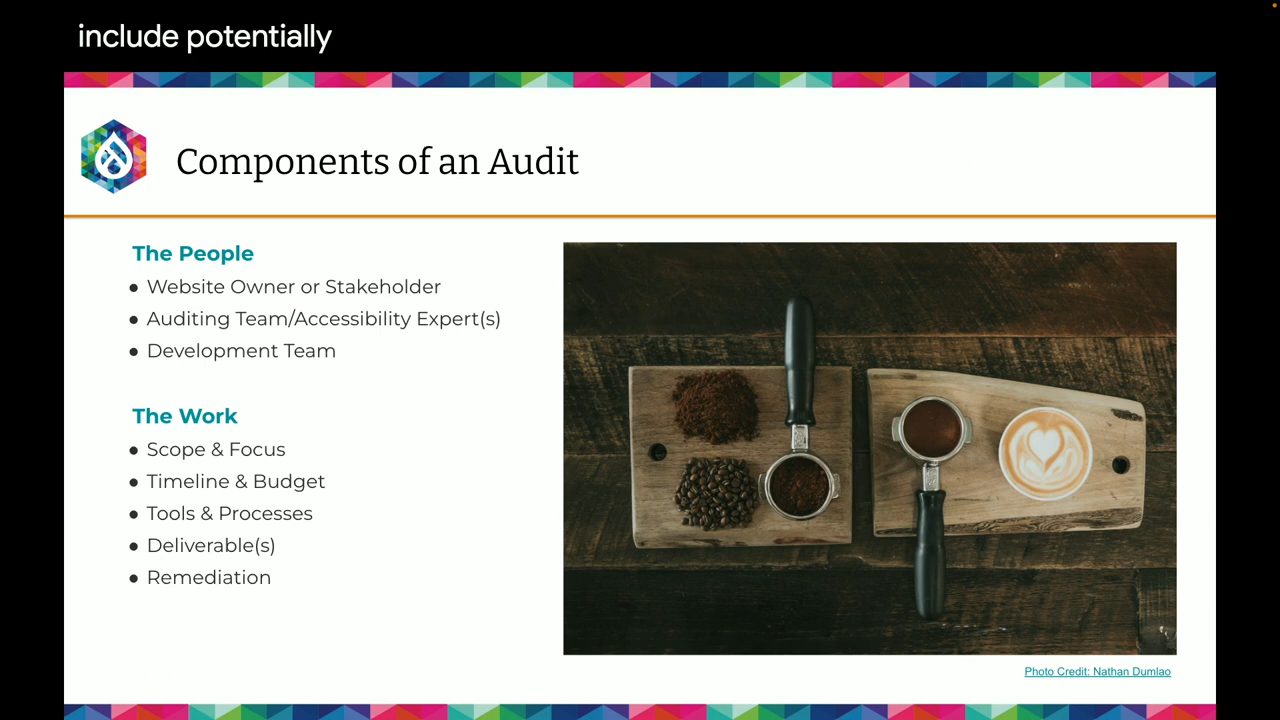 include potentially
Components of an Audit
The People
● Website Owner or Stakeholder
● Auditing Team/Accessibility Expert(s)
● Development Team
The Work
● Scope & Focus
● Timeline & Budget
● Tools & Processes
● Deliverable(s)
● Remediation
Photo Credit: Nathan Dumlao